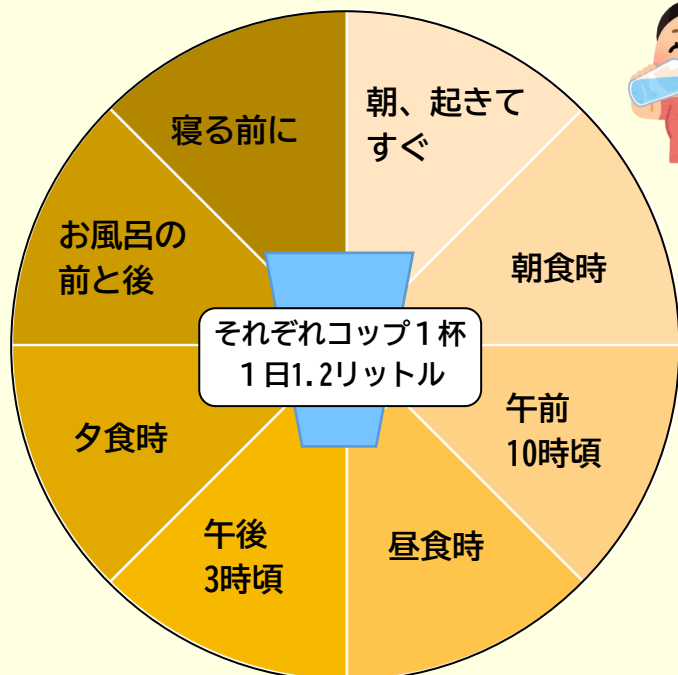 朝、起きて
すぐ
朝食時
午前
10時頃
昼食時
午後
3時頃
夕食時
お風呂の
前と後
寝る前に
それぞれコップ１杯
１日1.2リットル